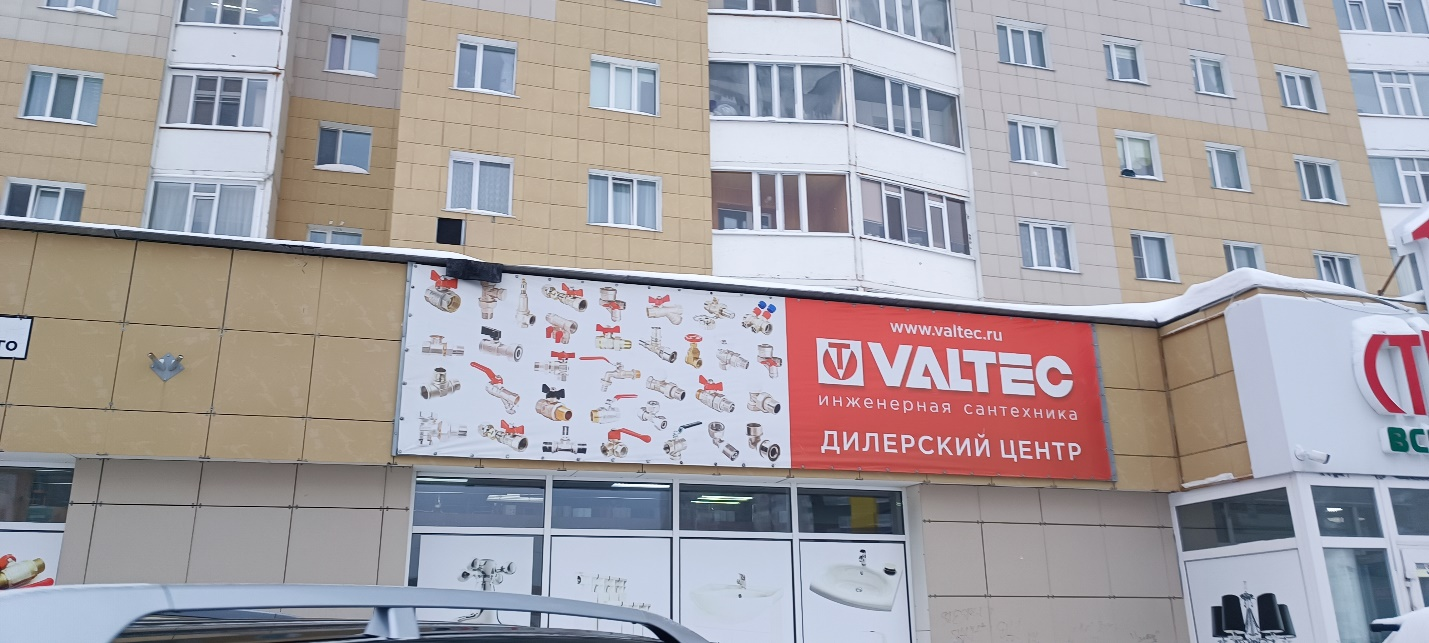 www.valtec.ru
VALTEC
инженерная сантехника
ДИЛЕРСКИЙ ЦЕНТР